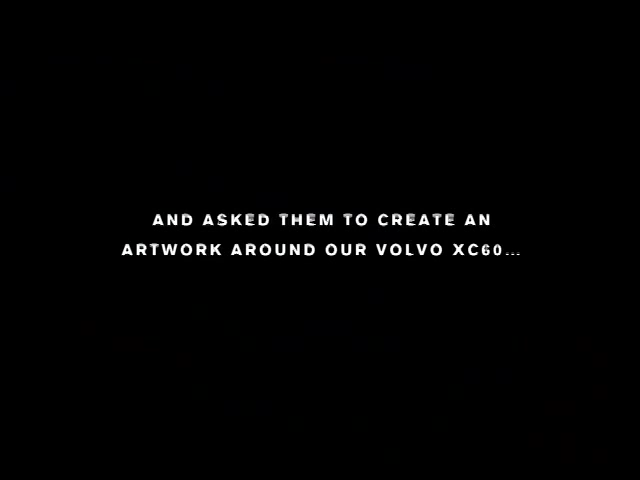 AND ASKED THEM TO CREATE AN
ARTWORK AROUND OUR VOLVO XC60...